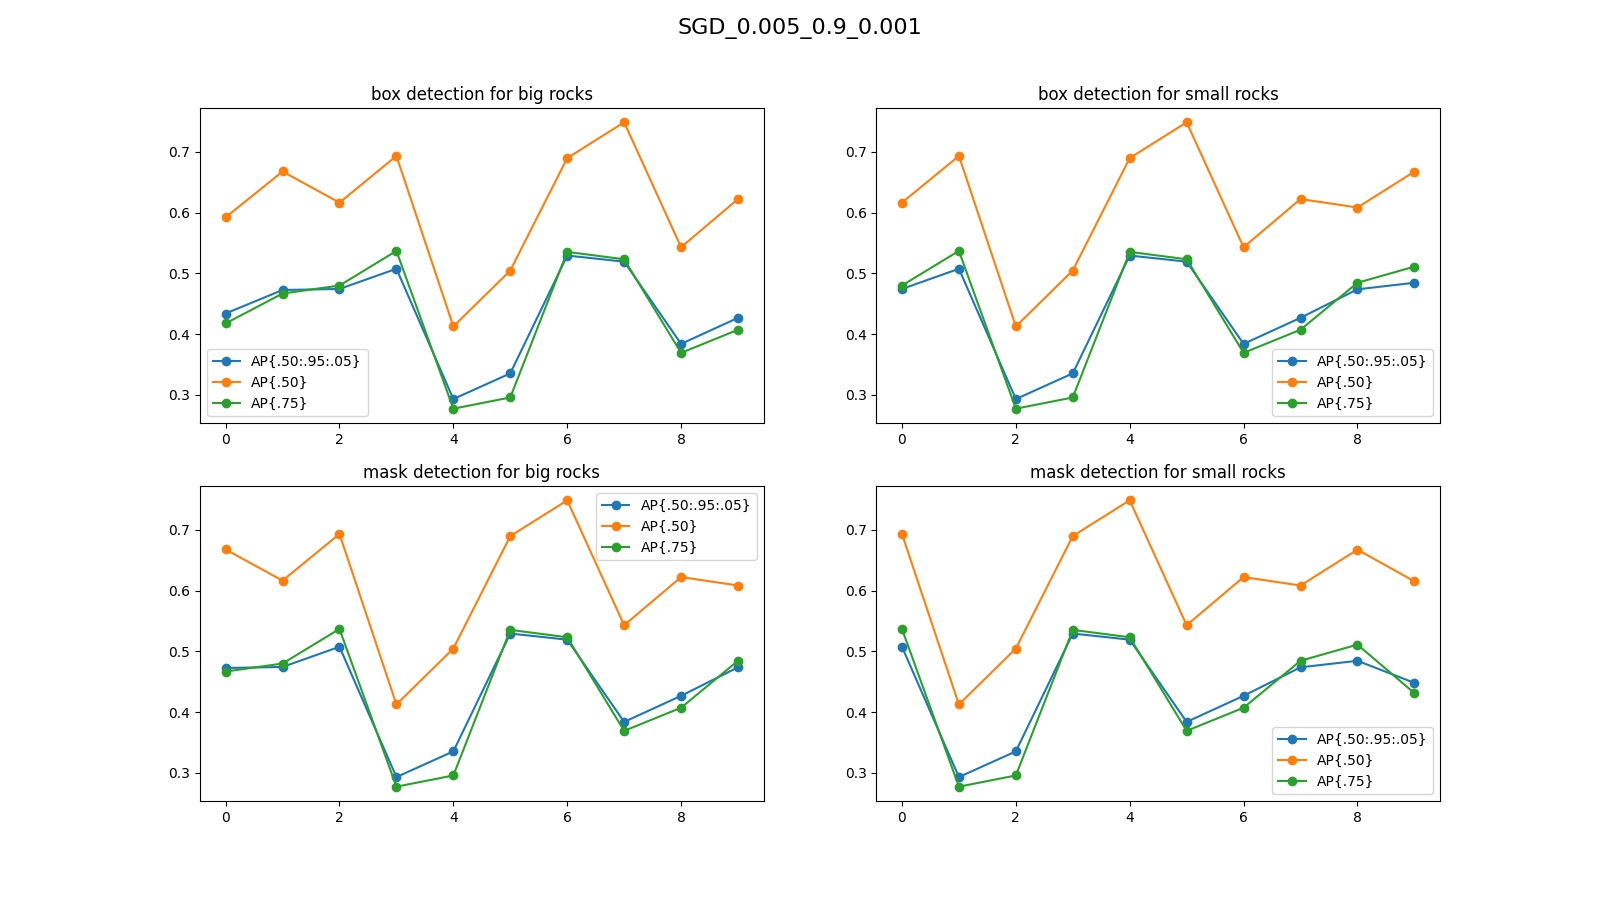 SGD_0.005_0.9_0.001
box detection for big rocks
0.7
0.6
0.5
0.4
0.3
0 2 4 6 8
AP{.50:.95:.05}
AP{.50}
AP{.75}
box detection for small rocks
0.7
0.6
0.5
0.4
0.3
0 2 4 6 8
AP{.50:.95:.05}
AP{.50}
AP{.75}
mask detection for big rocks
0.7
0.6
0.5
0.4
0.3
0 2 4 6 8
AP{.50:.95:.05}
AP{.50}
AP{.75}
mask detection for small rocks
0.7
0.6
0.5
0.4
0.3
0 2 4 6 8
AP{.50:.95:.05}
AP{.50}
AP{.75}